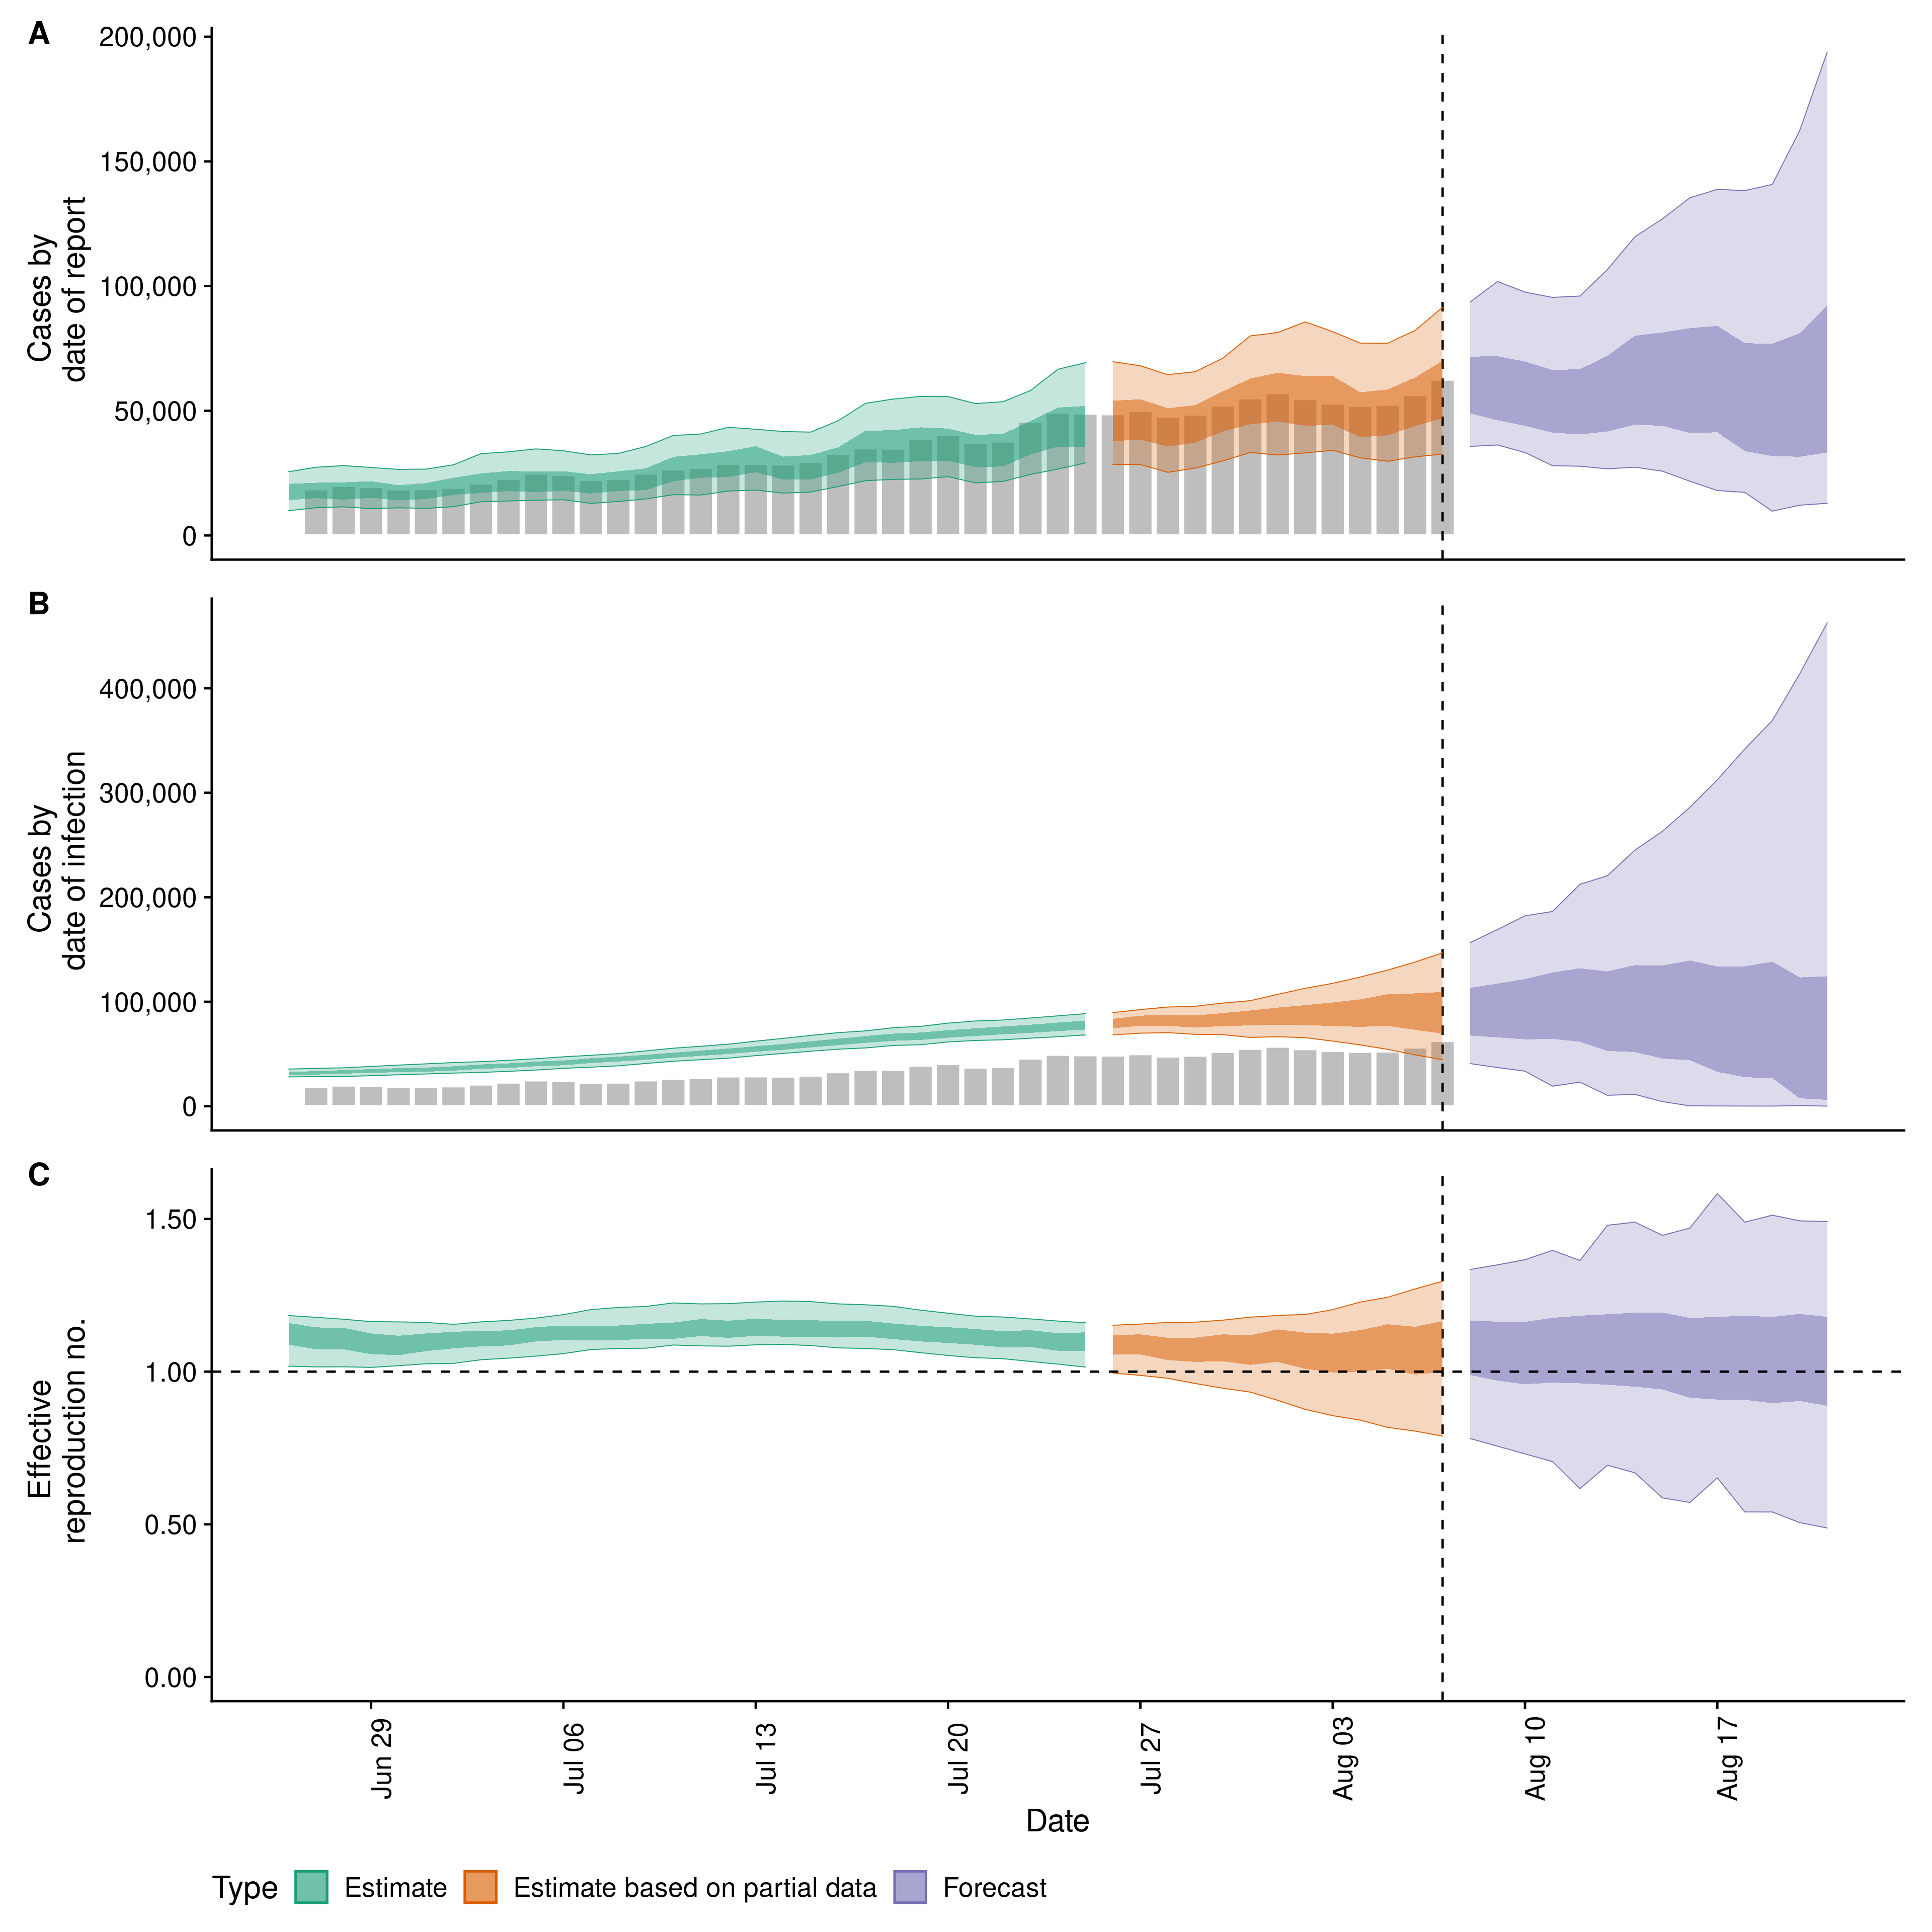 A
200,000
150,000
100,000
50,000
0
Cases by
date of report
B
400,000
300,000
200,000
100,000
0
Cases by
date of infection
C
1.50
1.00
0.50
0.00
Effective
reproduction no.
Jun 29
Jul 06
Jul 13
Jul 20
Jul 27
Aug 03
Aug 10
Aug 17
Date
Type Estimate Estimate based on partial data Forecast